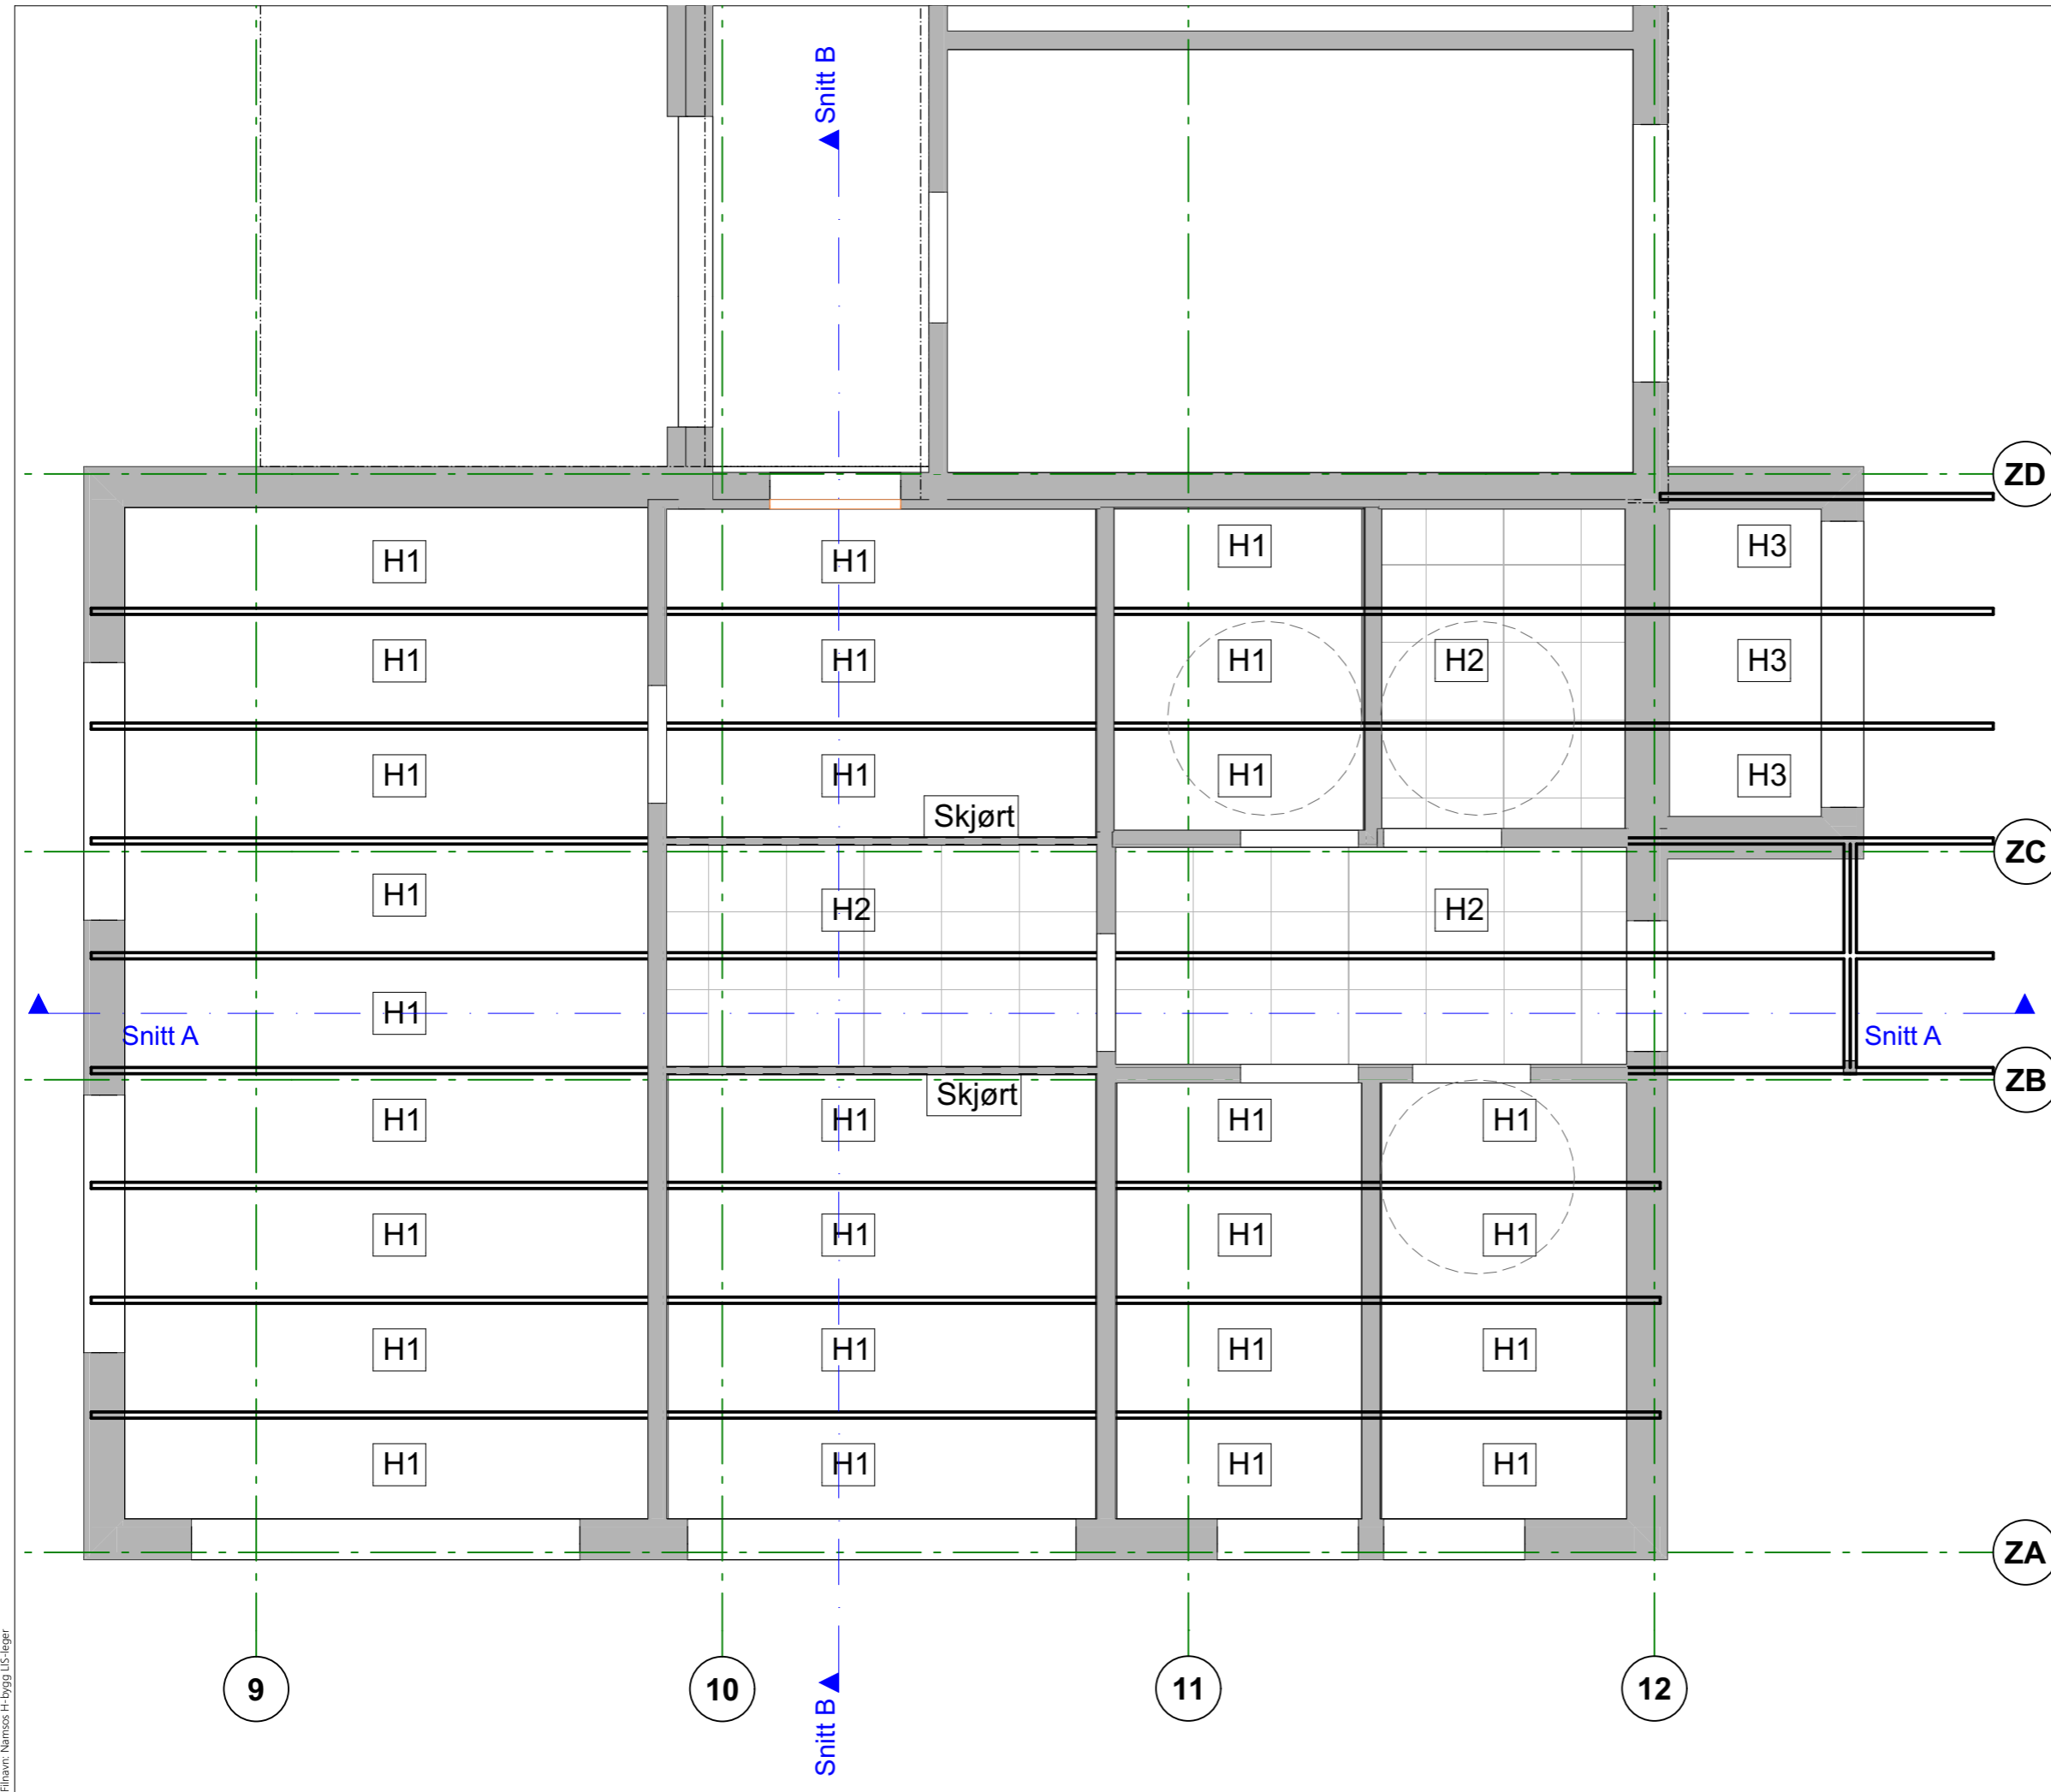 Snitt B
ZD
H1 H1 H1 H3
H1 H1 H1 H2 H3
H1 H1 H1 H3
Skjørt
ZC
H1 H2 H2
H1
Snitt A Snitt A
ZB
Skjørt
H1 H1 H1 H1
H1 H1 H1 H1
H1 H1 H1 H1
H1 H1 H1 H1
ZA
9 10 11 12
Snitt B
Filnavn: Namsos H-bygg LIS-leger